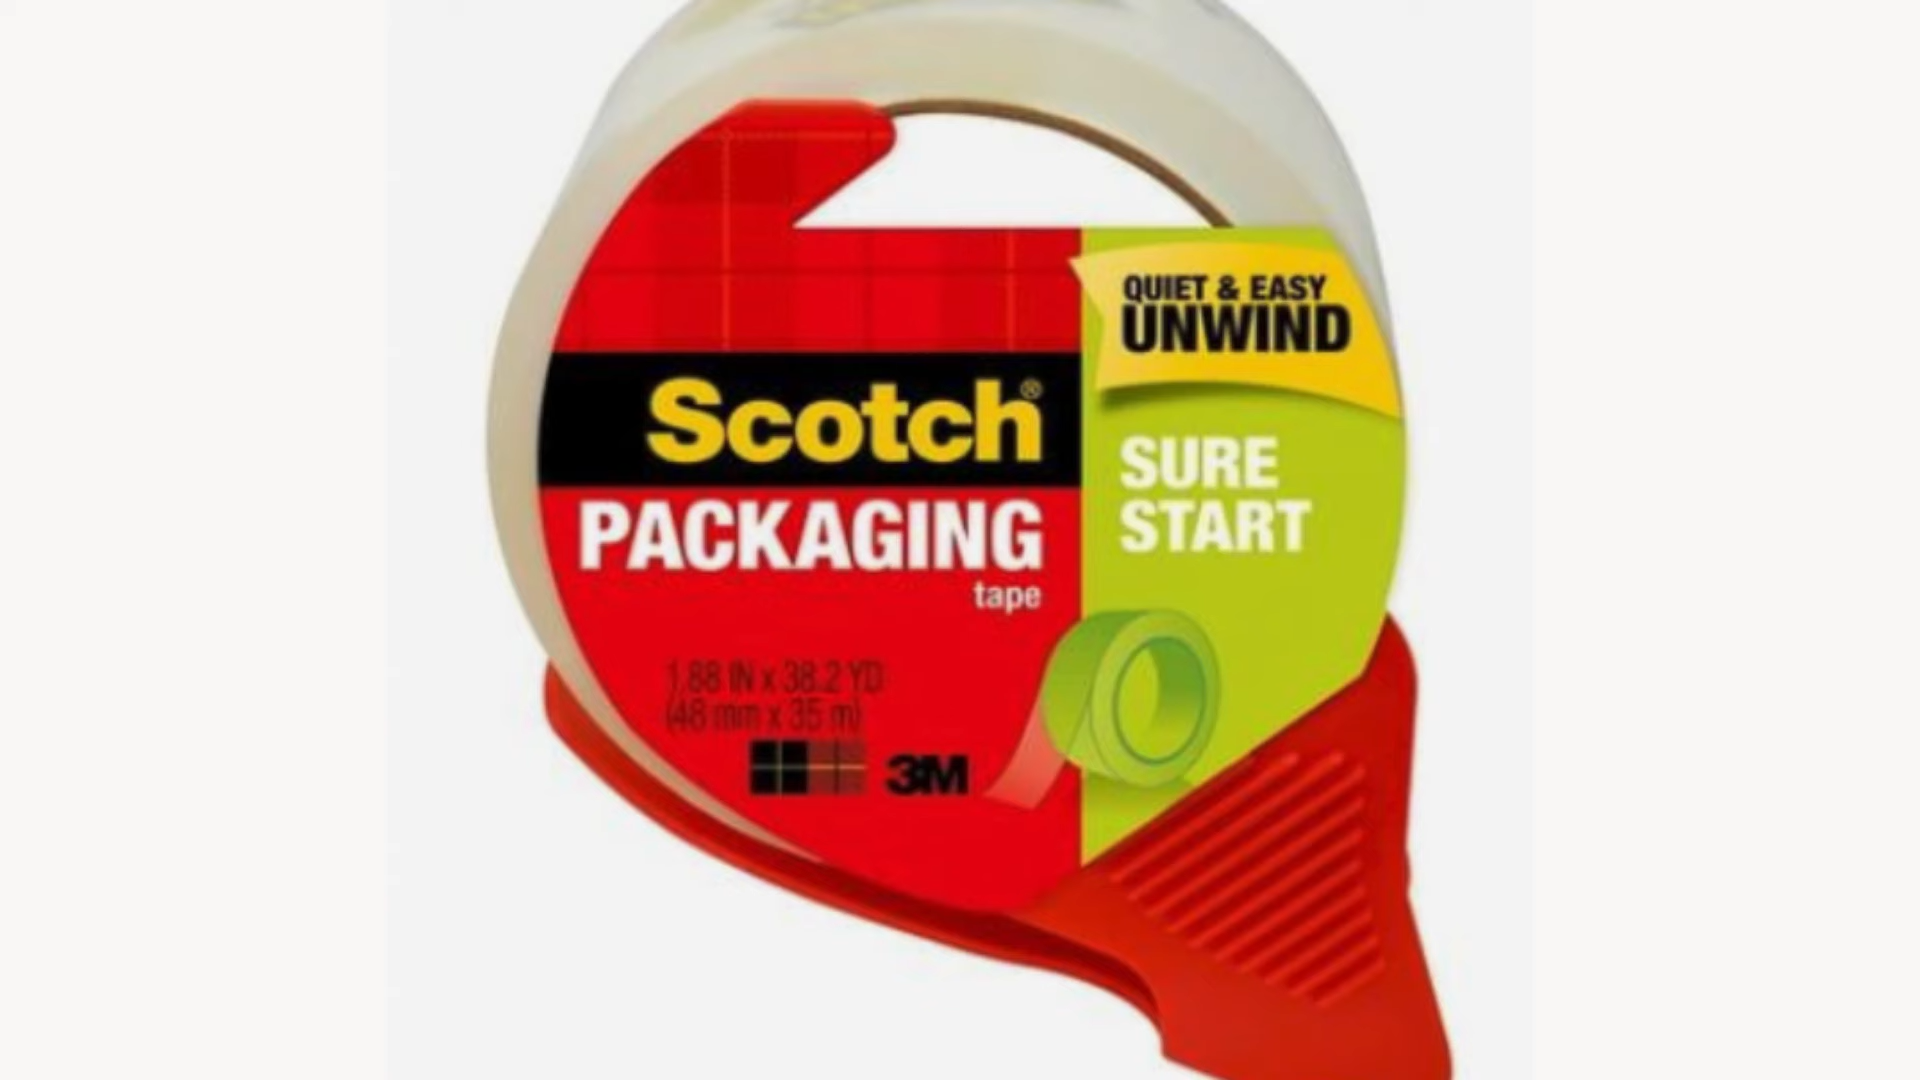 QUIET & EASY
UNWIND
Scotch®
PACKAGING
tape
SURE
START
1.88 IN x 38.2 YD
(48 mm x 35 m)
3M